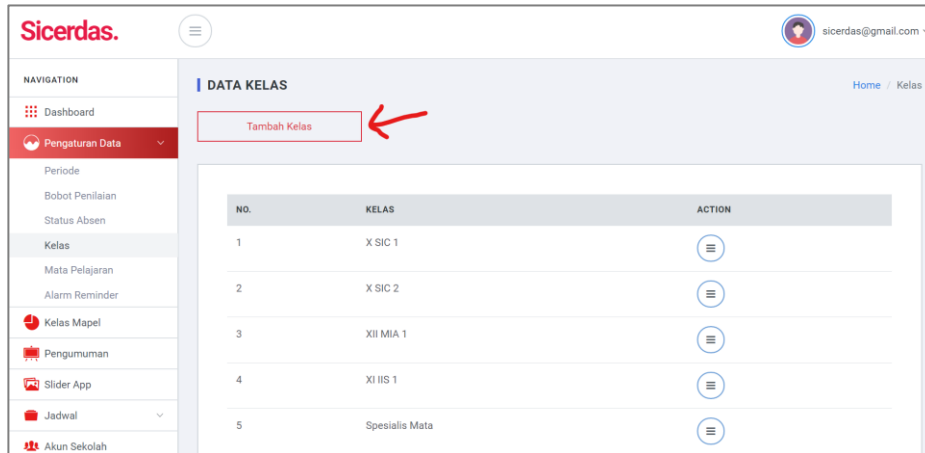 Sicerdas.
sicerdas@gmail.com
NAVIGATION
Dashboard
Pengaturan Data
Periode
Bobot Penilaian
Status Absen
Kelas
Mata Pelajaran
Alarm Reminder
Kelas Mapel
Pengumuman
Slider App
Jadwal
Akun Sekolah
DATA KELAS
Home / Kelas
Tambah Kelas
NO. KELAS ACTION
1 X SIC 1
2 X SIC 2
3 XII MIA 1
4 XI IIS 1
5 Spesialis Mata